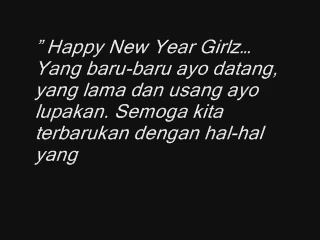 ” Happy New Year Girlz…
Yang baru-baru ayo datang,
yang lama dan usang ayo
lupakan. Semoga kita
terbarukan dengan hal-hal
yang